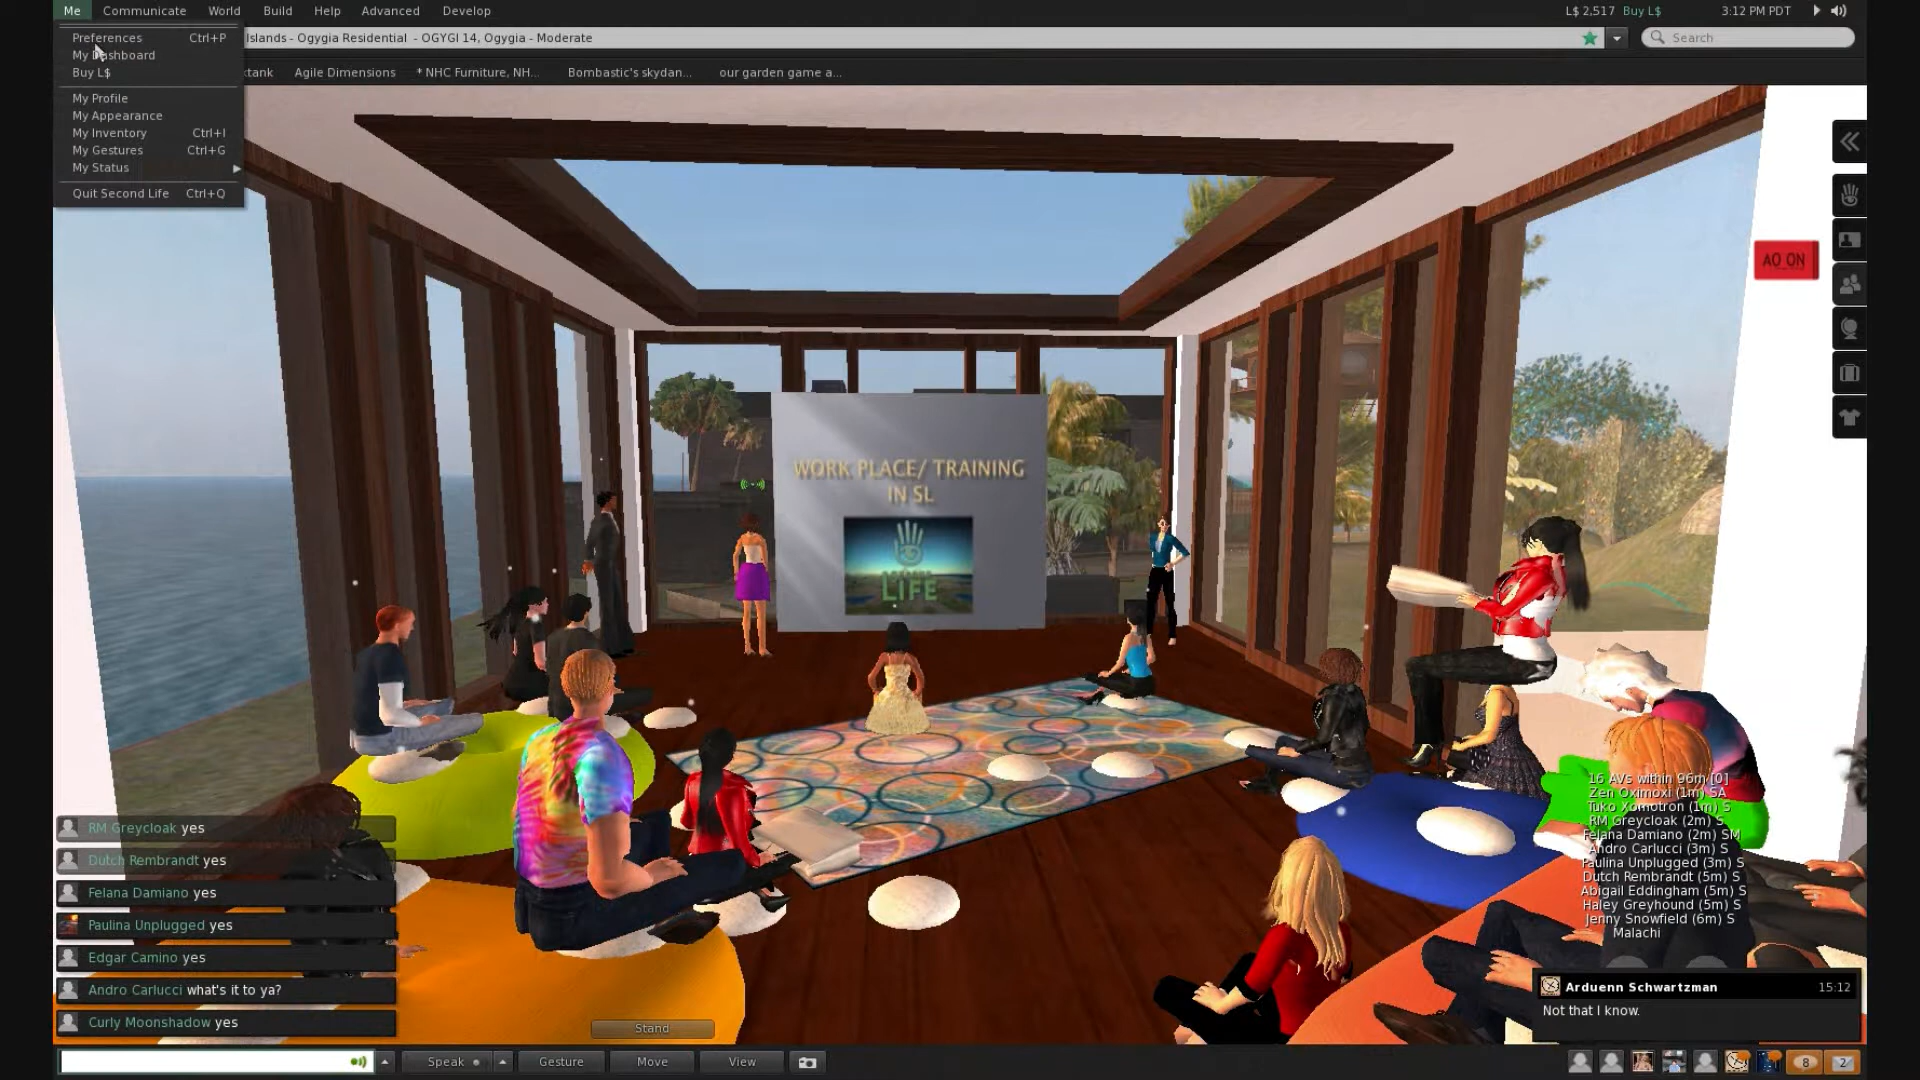 Me Communicate World Build Help Advanced Develop
L$ 2,517 Buy L$ 3:12 PM PDT
Preferences Ctrl+P
My Dashboard
Buy L$
My Profile
My Appearance
My Inventory Ctrl+I
My Gestures Ctrl+G
My Status
Quit Second Life Ctrl+Q
Islands - Ogygia Residential - OGYGI 14, Ogygia - Moderate
Search
Agile Dimensions * NHC Furniture, NH... Bombastic's skydan... our garden game a...
AO ON
WORK PLACE/ TRAINING
IN SL
LIFE
16 AVs within 96m [0]
Zen Oximoxi (1m) SA
Tuko Xomotron (1m) S
RM Greycloak (2m) S
Felana Damiano (2m) SM
Andro Carlucci (3m) S
Paulina Unplugged (3m) S
Dutch Rembrandt (5m) S
Abigail Eddingham (5m) S
Haley Greyhound (5m) S
Jenny Snowfield (6m) S
Malachi
RM Greycloak yes
Dutch Rembrandt yes
Felana Damiano yes
Paulina Unplugged yes
Edgar Camino yes
Andro Carlucci what's it to ya?
Curly Moonshadow yes
Arduenn Schwartzman 15:12
Not that I know.
Stand
Speak Gesture Move View
8 2